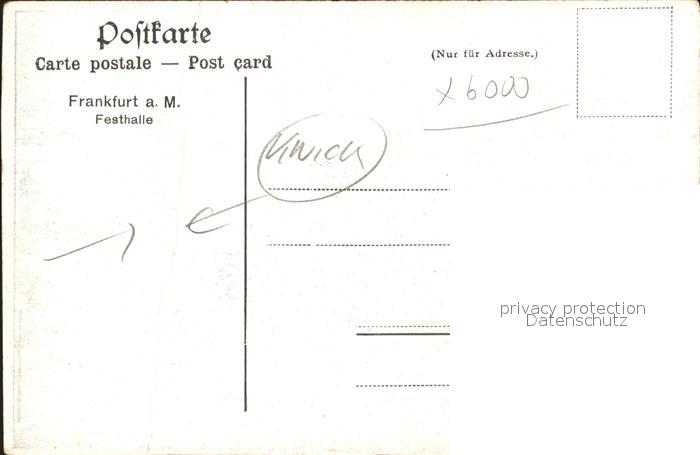 Postkarte
Carte postale — Post card
Frankfurt a. M.
Festhalle
(Nur für Adresse.)
x 6000
privacy protection
Datenschutz